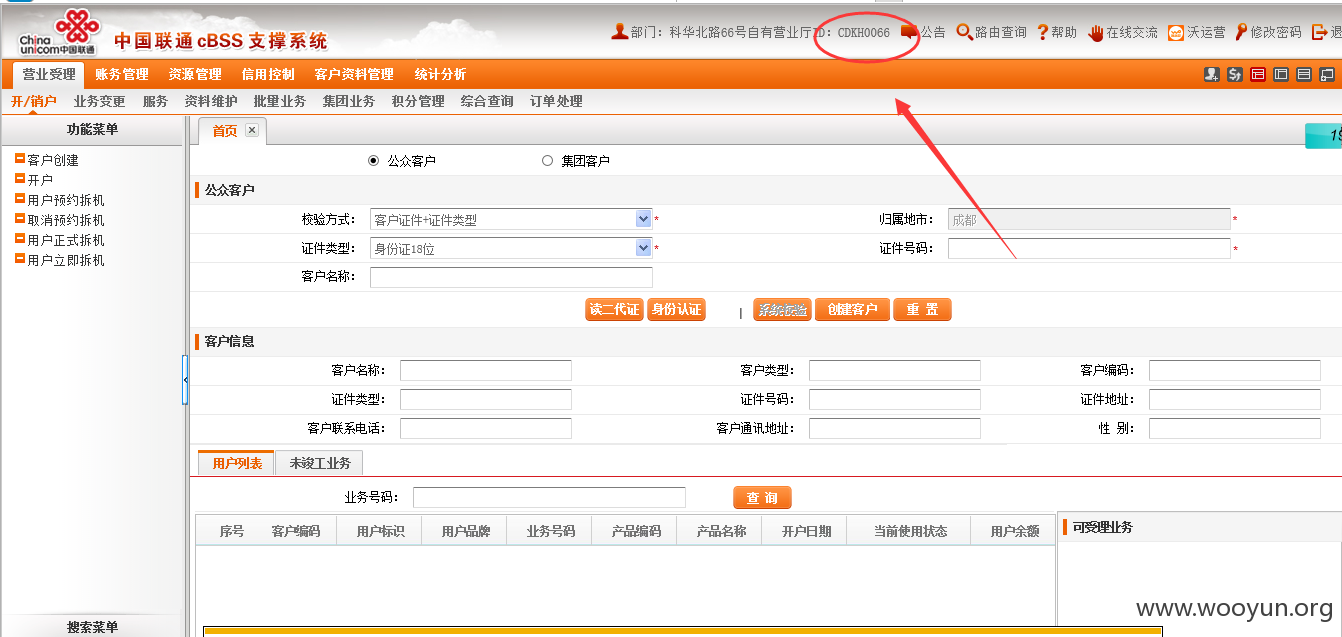 China unicom中国联通 中国联通 cBSS 支撑系统 部门: 科华北路66号自有营业厅ID: CDKH0066 公告 路由查询 帮助 在线交流 沃运营 修改密码
营业受理 账务管理 资源管理 信用控制 客户资料管理 统计分析
开/销户 业务变更 服务 资料维护 批量业务 集团业务 积分管理 综合查询 订单处理
功能菜单
客户创建
开户
用户预约拆机
取消预约拆机
用户正式拆机
用户立即拆机
搜索菜单
首页
公众客户 集团客户
公众客户
校验方式: 客户证件+证件类型 * 归属地市: 成都 *
证件类型: 身份证18位 * 证件号码: *
客户名称:
读二代证 身份认证 | 系统校验 创建客户 重 置
客户信息
客户名称: 客户类型: 客户编码:
证件类型: 证件号码: 证件地址:
客户联系电话: 客户通讯地址: 性 别:
用户列表 未竣工业务
业务号码: 查 询
序号 客户编码 用户标识 用户品牌 业务号码 产品编码 产品名称 开户日期 当前使用状态 用户余额
可受理业务
www.wooyun.org